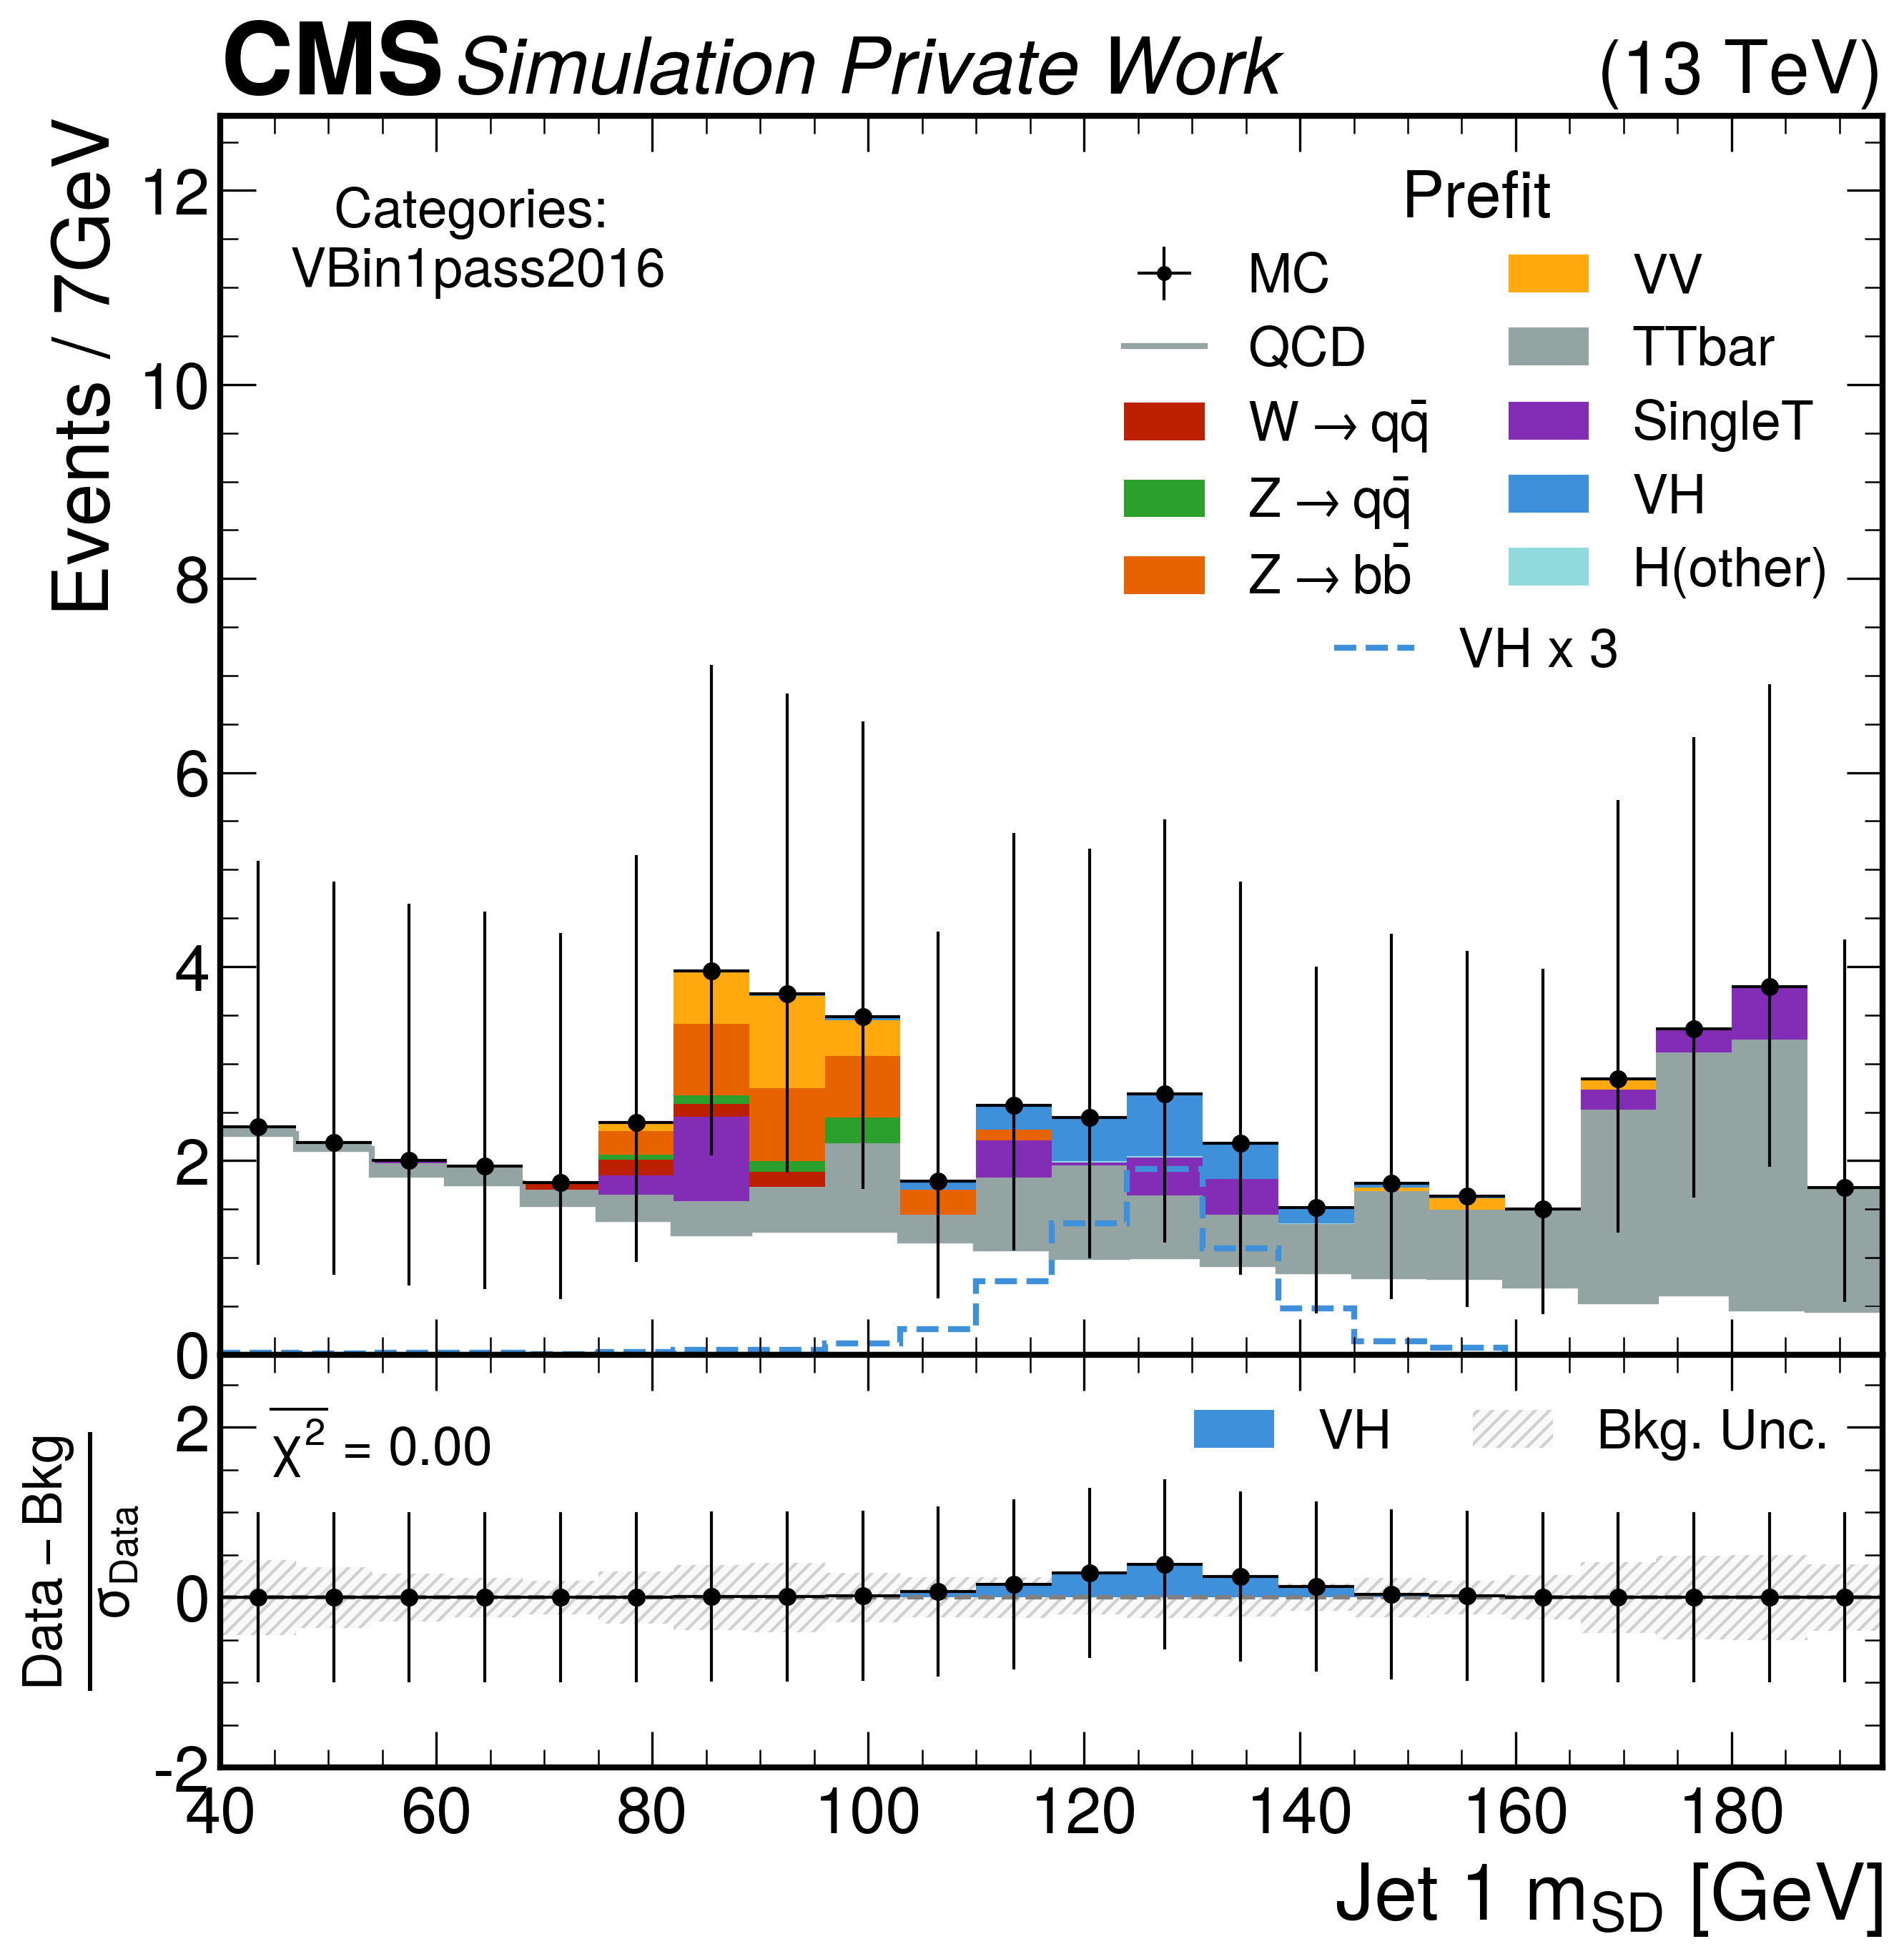 CMS Simulation Private Work (13 TeV)
Events / 7GeV
12
10
8
6
4
2
0
Categories:
VBin1pass2016
Prefit
MC
QCD
W → qq̄
Z → qq̄
Z → bb̄
VV
TTbar
SingleT
VH
H(other)
VH x 3
Data − Bkg
σData
2
0
-2
χ² = 0.00
VH
Bkg. Unc.
40 60 80 100 120 140 160 180
Jet 1 mSD [GeV]